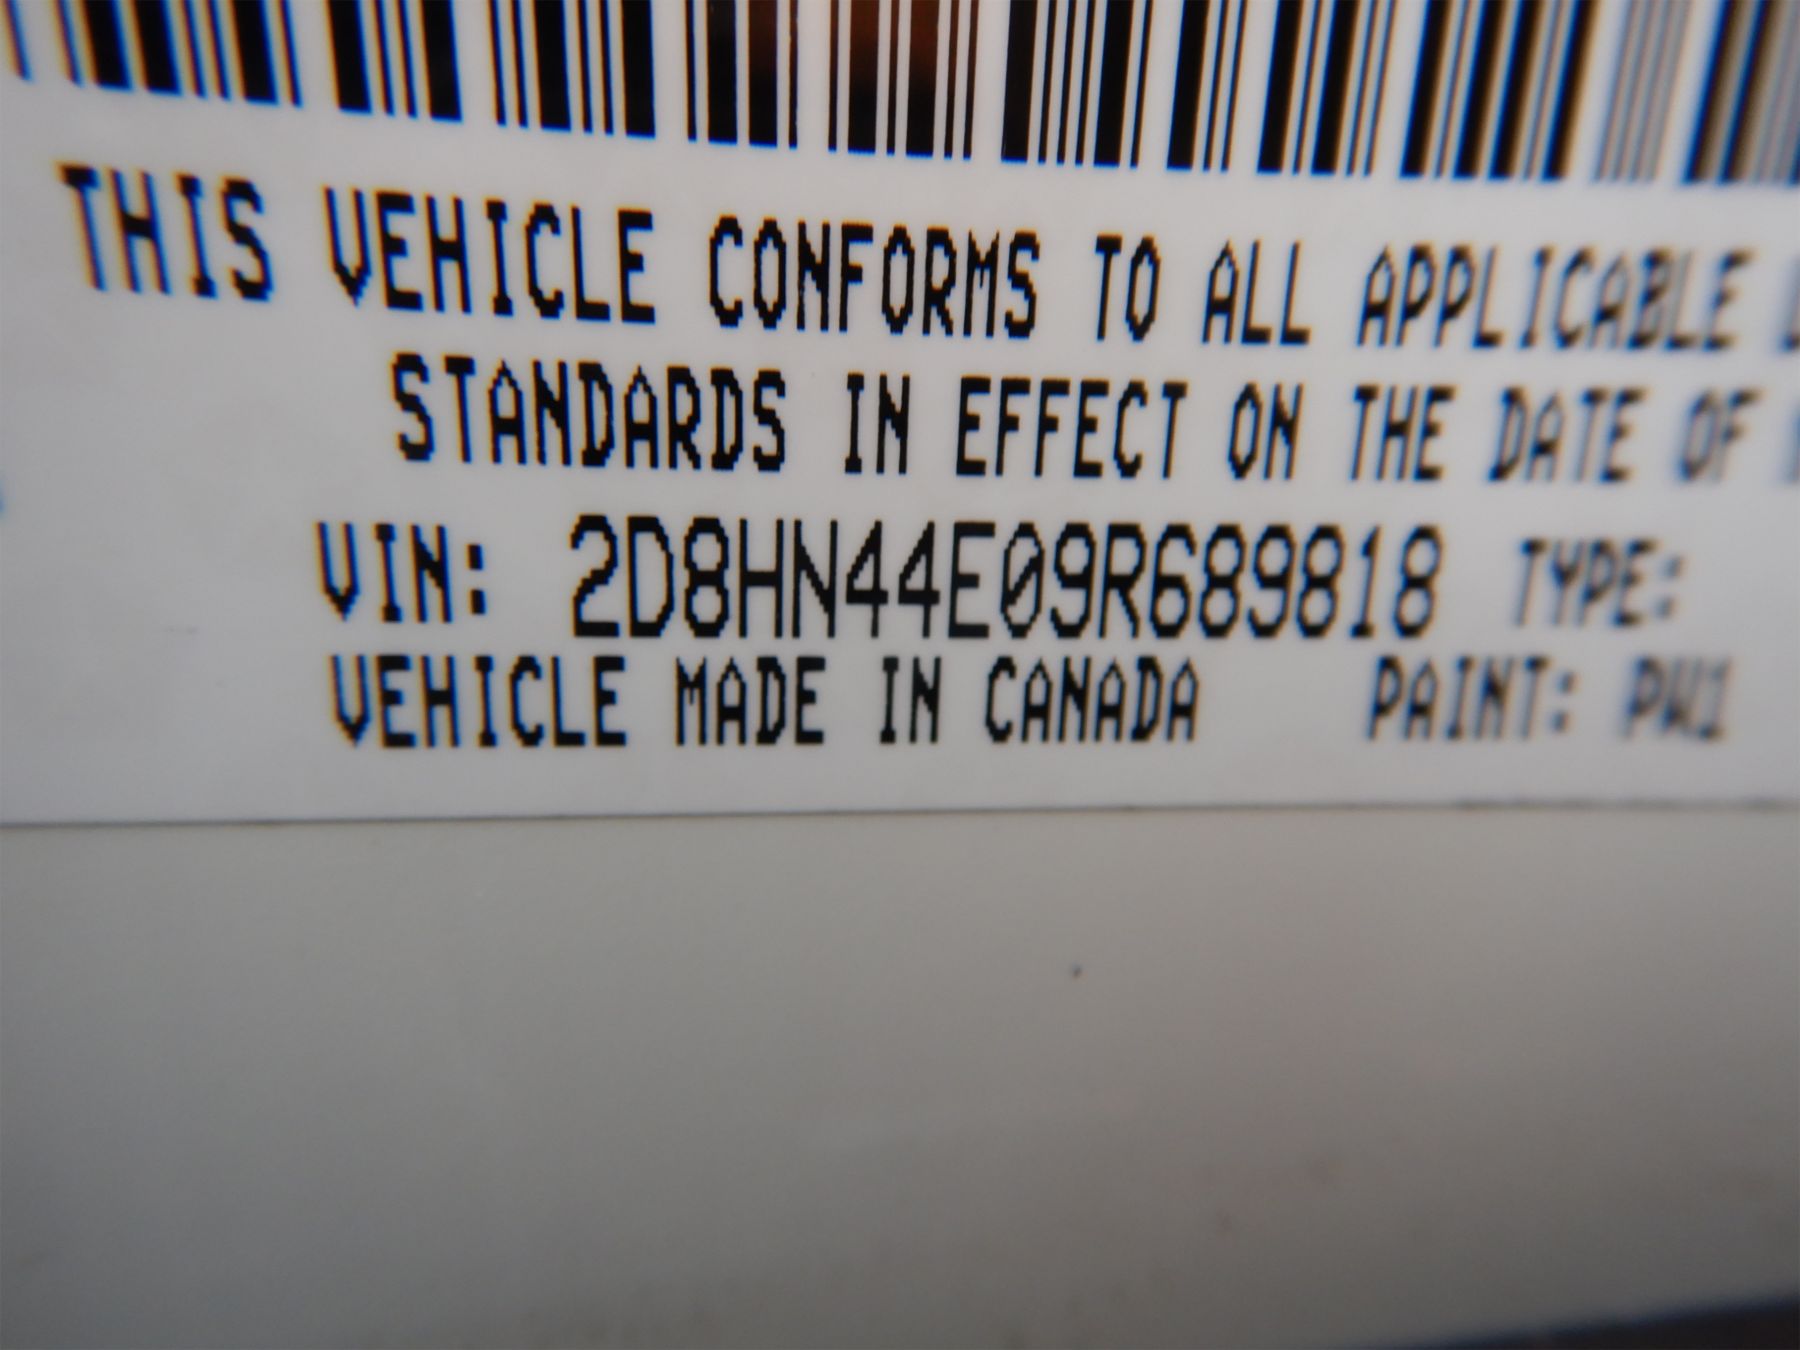 THIS VEHICLE CONFORMS TO ALL APPLICABLE
STANDARDS IN EFFECT ON THE DATE OF
VIN: 2D8HN44E09R689818 TYPE:
VEHICLE MADE IN CANADA PAINT: PW1